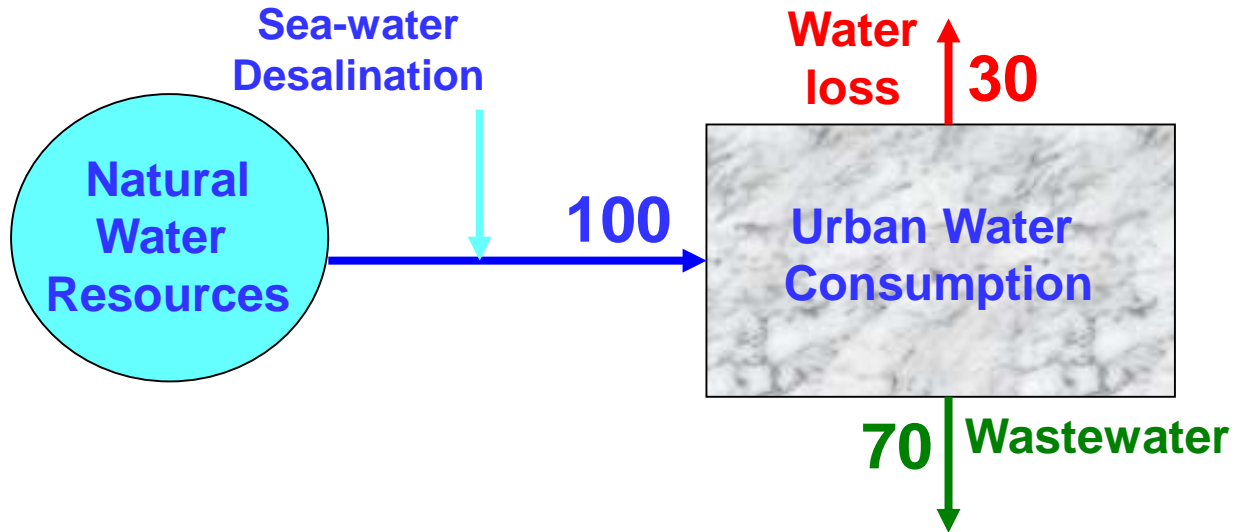 Sea-water
Desalination
Water
loss
30
Natural
Water
Resources
100
Urban Water
Consumption
70
Wastewater